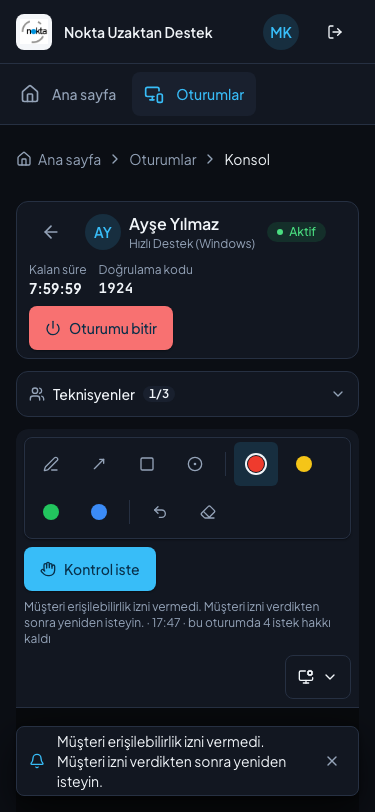 nokta
Nokta Uzaktan Destek
MK
Ana sayfa
Oturumlar
Ana sayfa
Oturumlar
Konsol
AY
Ayşe Yılmaz
Hızlı Destek (Windows)
Aktif
Kalan süre
Doğrulama kodu
7:59:59
1924
Oturumu bitir
Teknisyenler
1/3
Kontrol iste
Müşteri erişilebilirlik izni vermedi. Müşteri izni verdikten
sonra yeniden isteyin. · 17:47 · bu oturumda 4 istek hakkı
kaldı
Müşteri erişilebilirlik izni vermedi.
Müşteri izni verdikten sonra yeniden
isteyin.